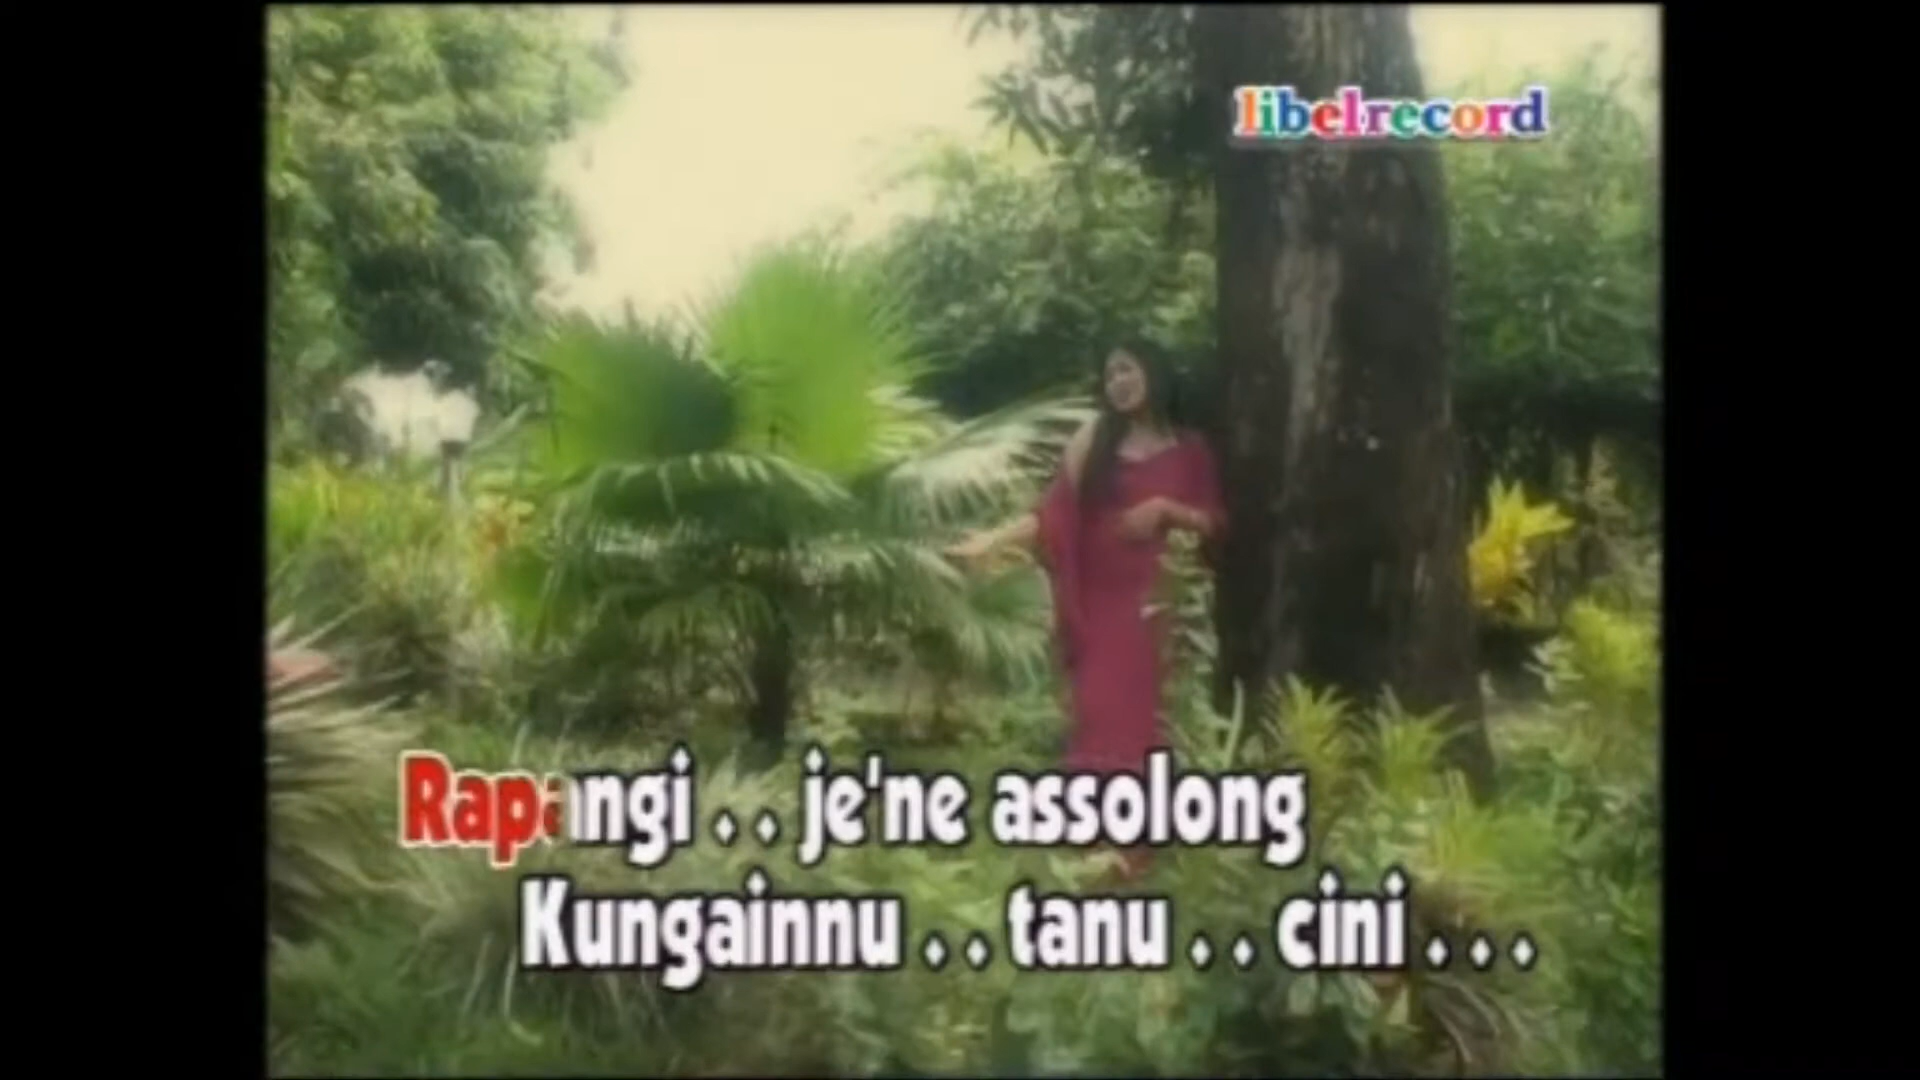 libelrecord
Rapangi . . je'ne assolong
Kungainnu . . tanu . . cini . . .